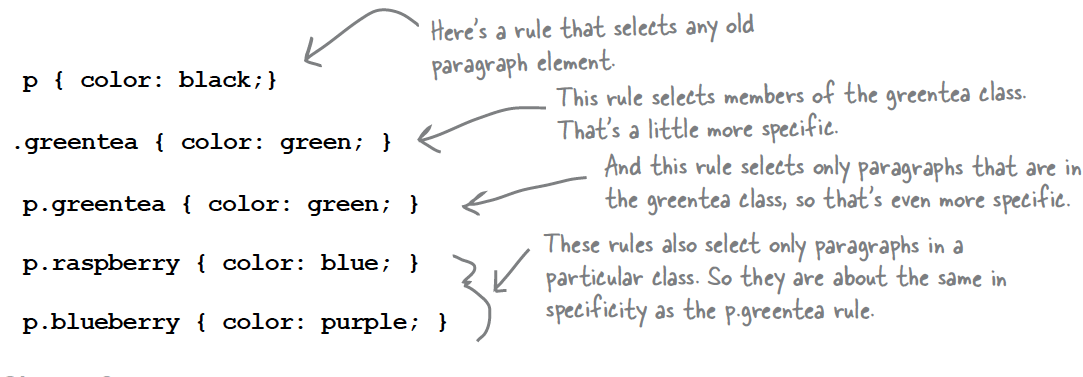 Here's a rule that selects any old
paragraph element.
p { color: black;}
This rule selects members of the greentea class.
That's a little more specific.
.greentea { color: green; }
And this rule selects only paragraphs that are in
the greentea class, so that's even more specific.
p.greentea { color: green; }
These rules also select only paragraphs in a
particular class. So they are about the same in
specificity as the p.greentea rule.
p.raspberry { color: blue; }
p.blueberry { color: purple; }